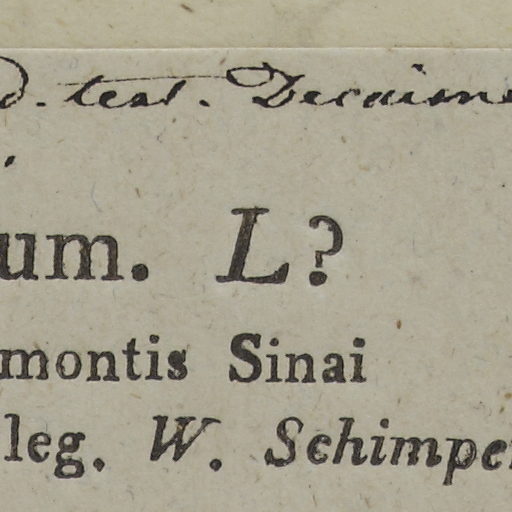 d. test. Decaisne
um. L?
montis Sinai
leg. W. Schimper